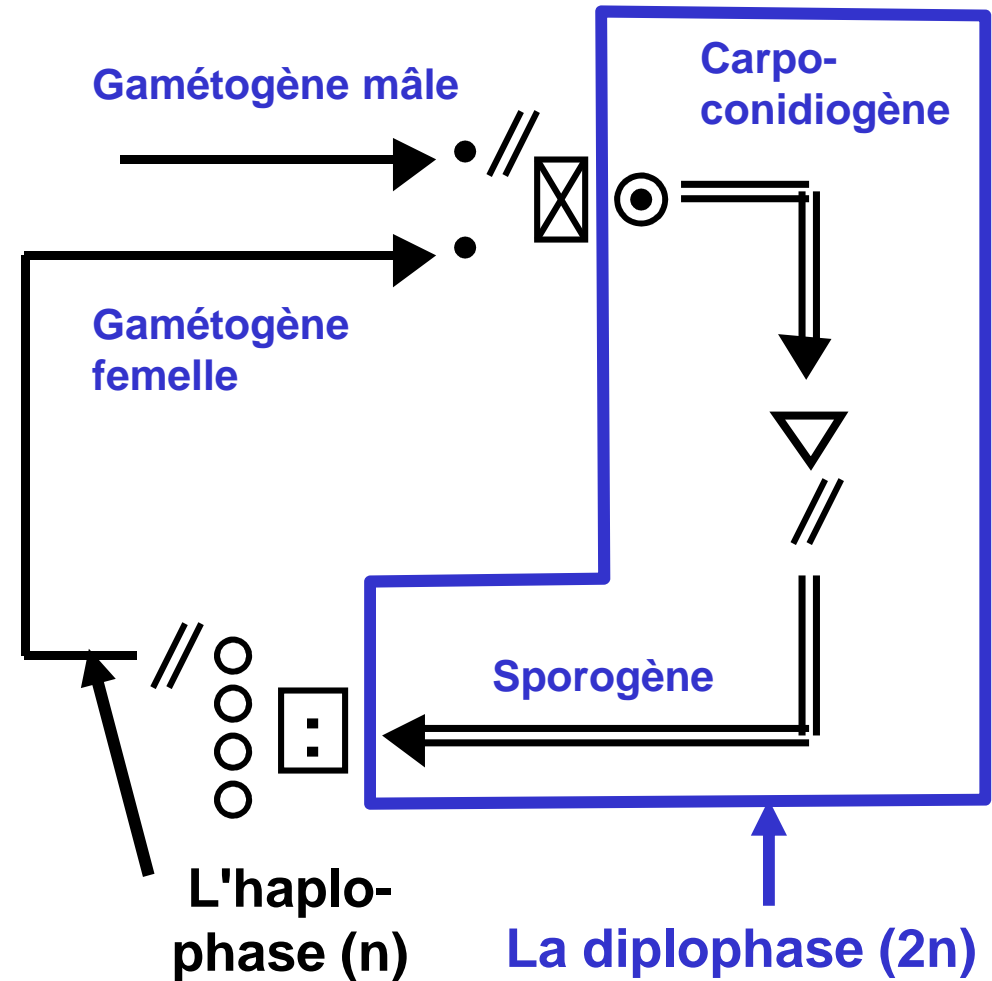 Gamétogène mâle
Carpo-
conidiogène
Gamétogène
femelle
Sporogène
:
L'haplo-
phase (n)
La diplophase (2n)